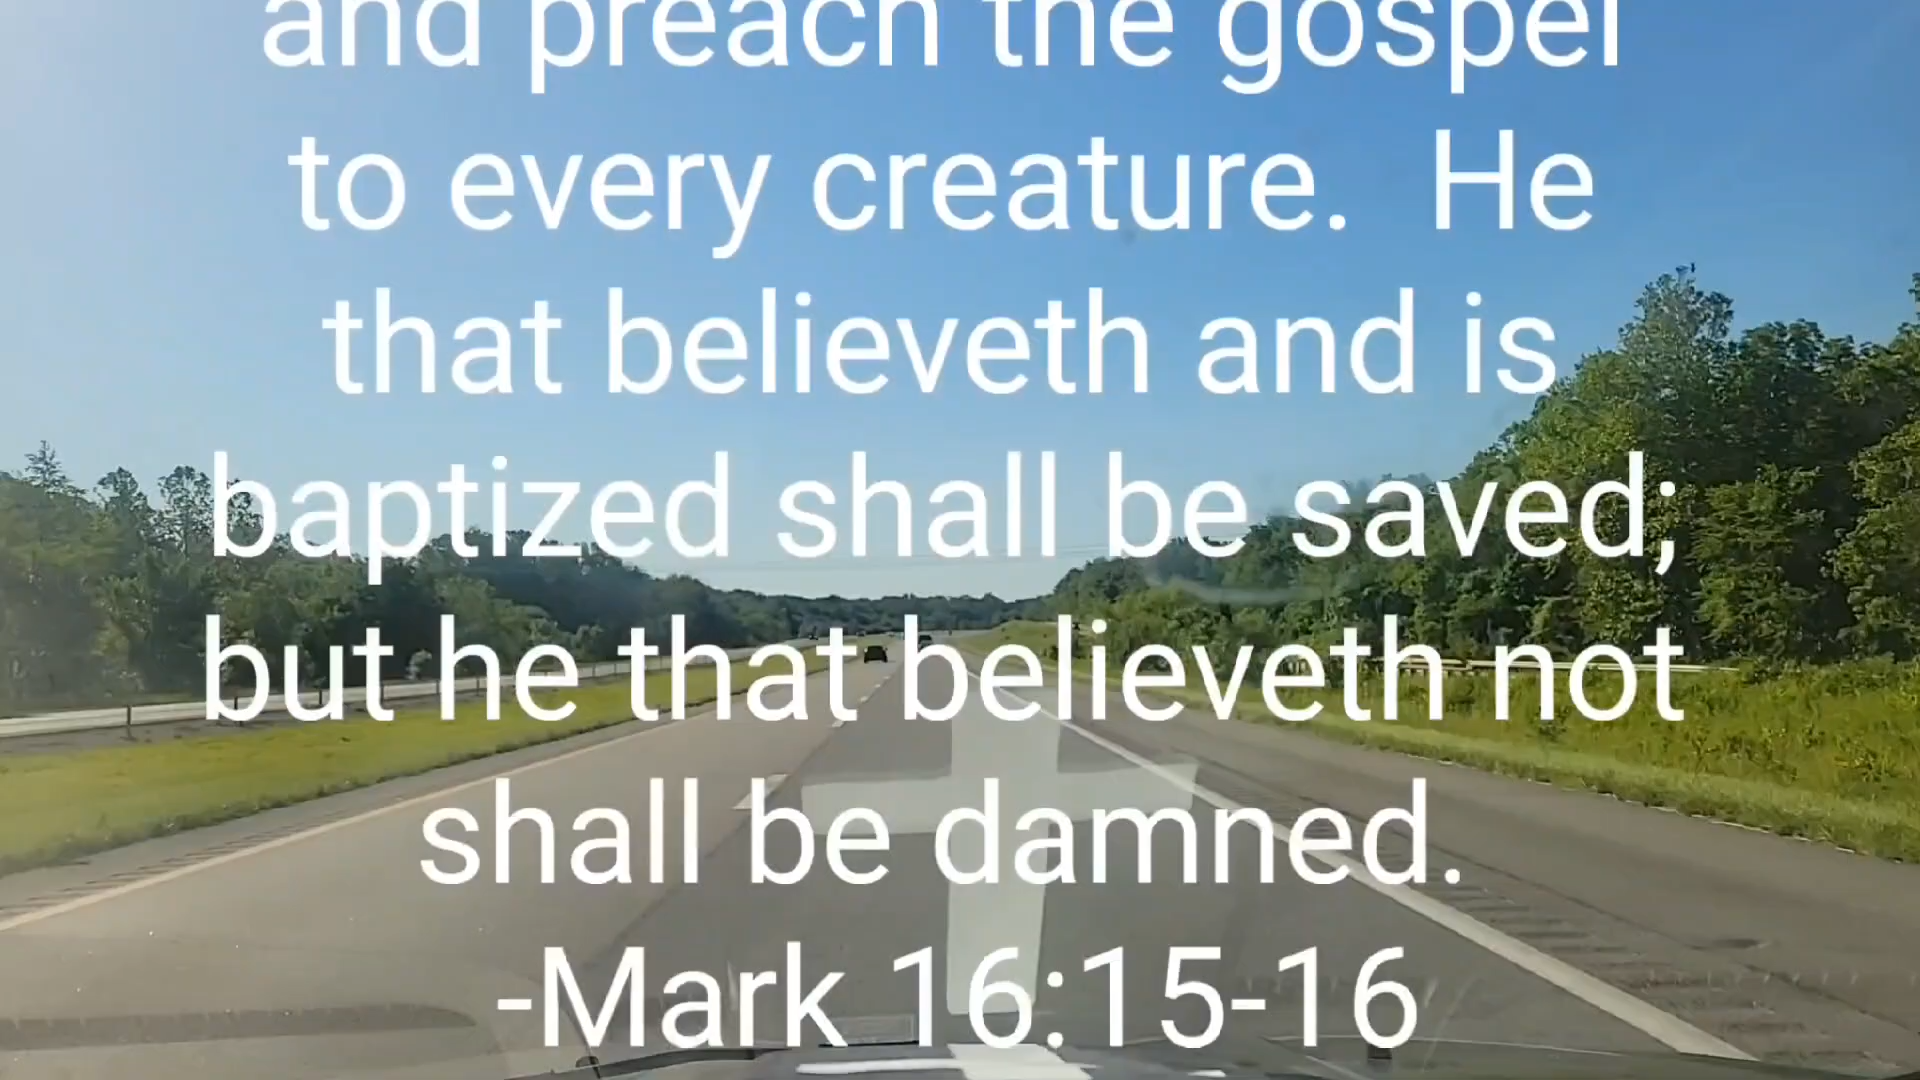 and preach the gospel
to every creature.  He
that believeth and is
baptized shall be saved;
but he that believeth not
shall be damned.
-Mark 16:15-16